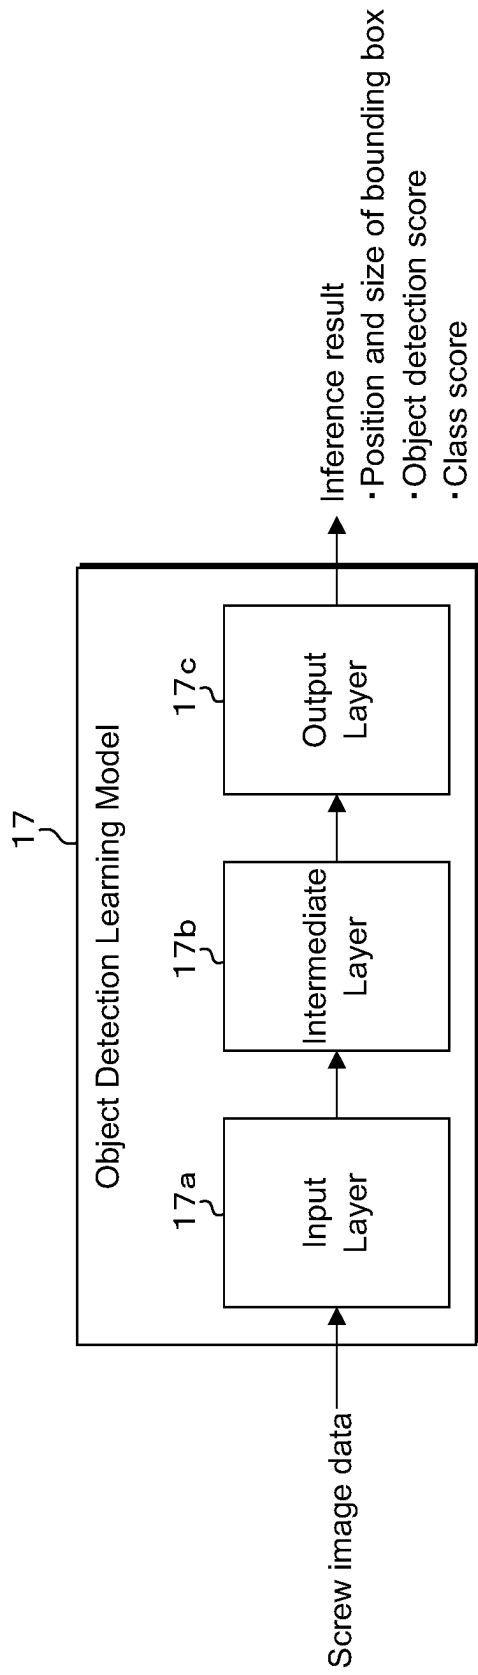 17
Object Detection Learning Model
17a
17b
17c
Screw image data
Input
Layer
Intermediate
Layer
Output
Layer
Inference result
・Position and size of bounding box
・Object detection score
・Class score